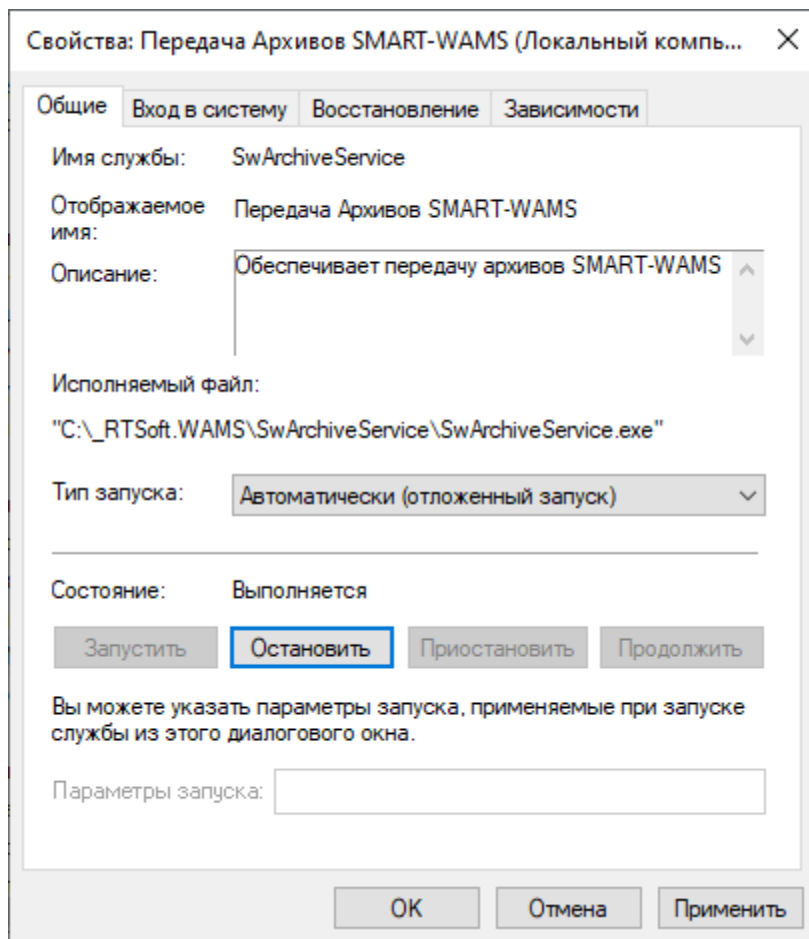 Свойства: Передача Архивов SMART-WAMS (Локальный компь...
Общие
Вход в систему
Восстановление
Зависимости
Имя службы: SwArchiveService
Отображаемое имя: Передача Архивов SMART-WAMS
Описание: Обеспечивает передачу архивов SMART-WAMS
Исполняемый файл:
"C:\_RTSoft.WAMS\SwArchiveService\SwArchiveService.exe"
Тип запуска: Автоматически (отложенный запуск)
Состояние: Выполняется
Запустить
Остановить
Приостановить
Продолжить
Вы можете указать параметры запуска, применяемые при запуске
службы из этого диалогового окна.
Параметры запуска:
OK
Отмена
Применить